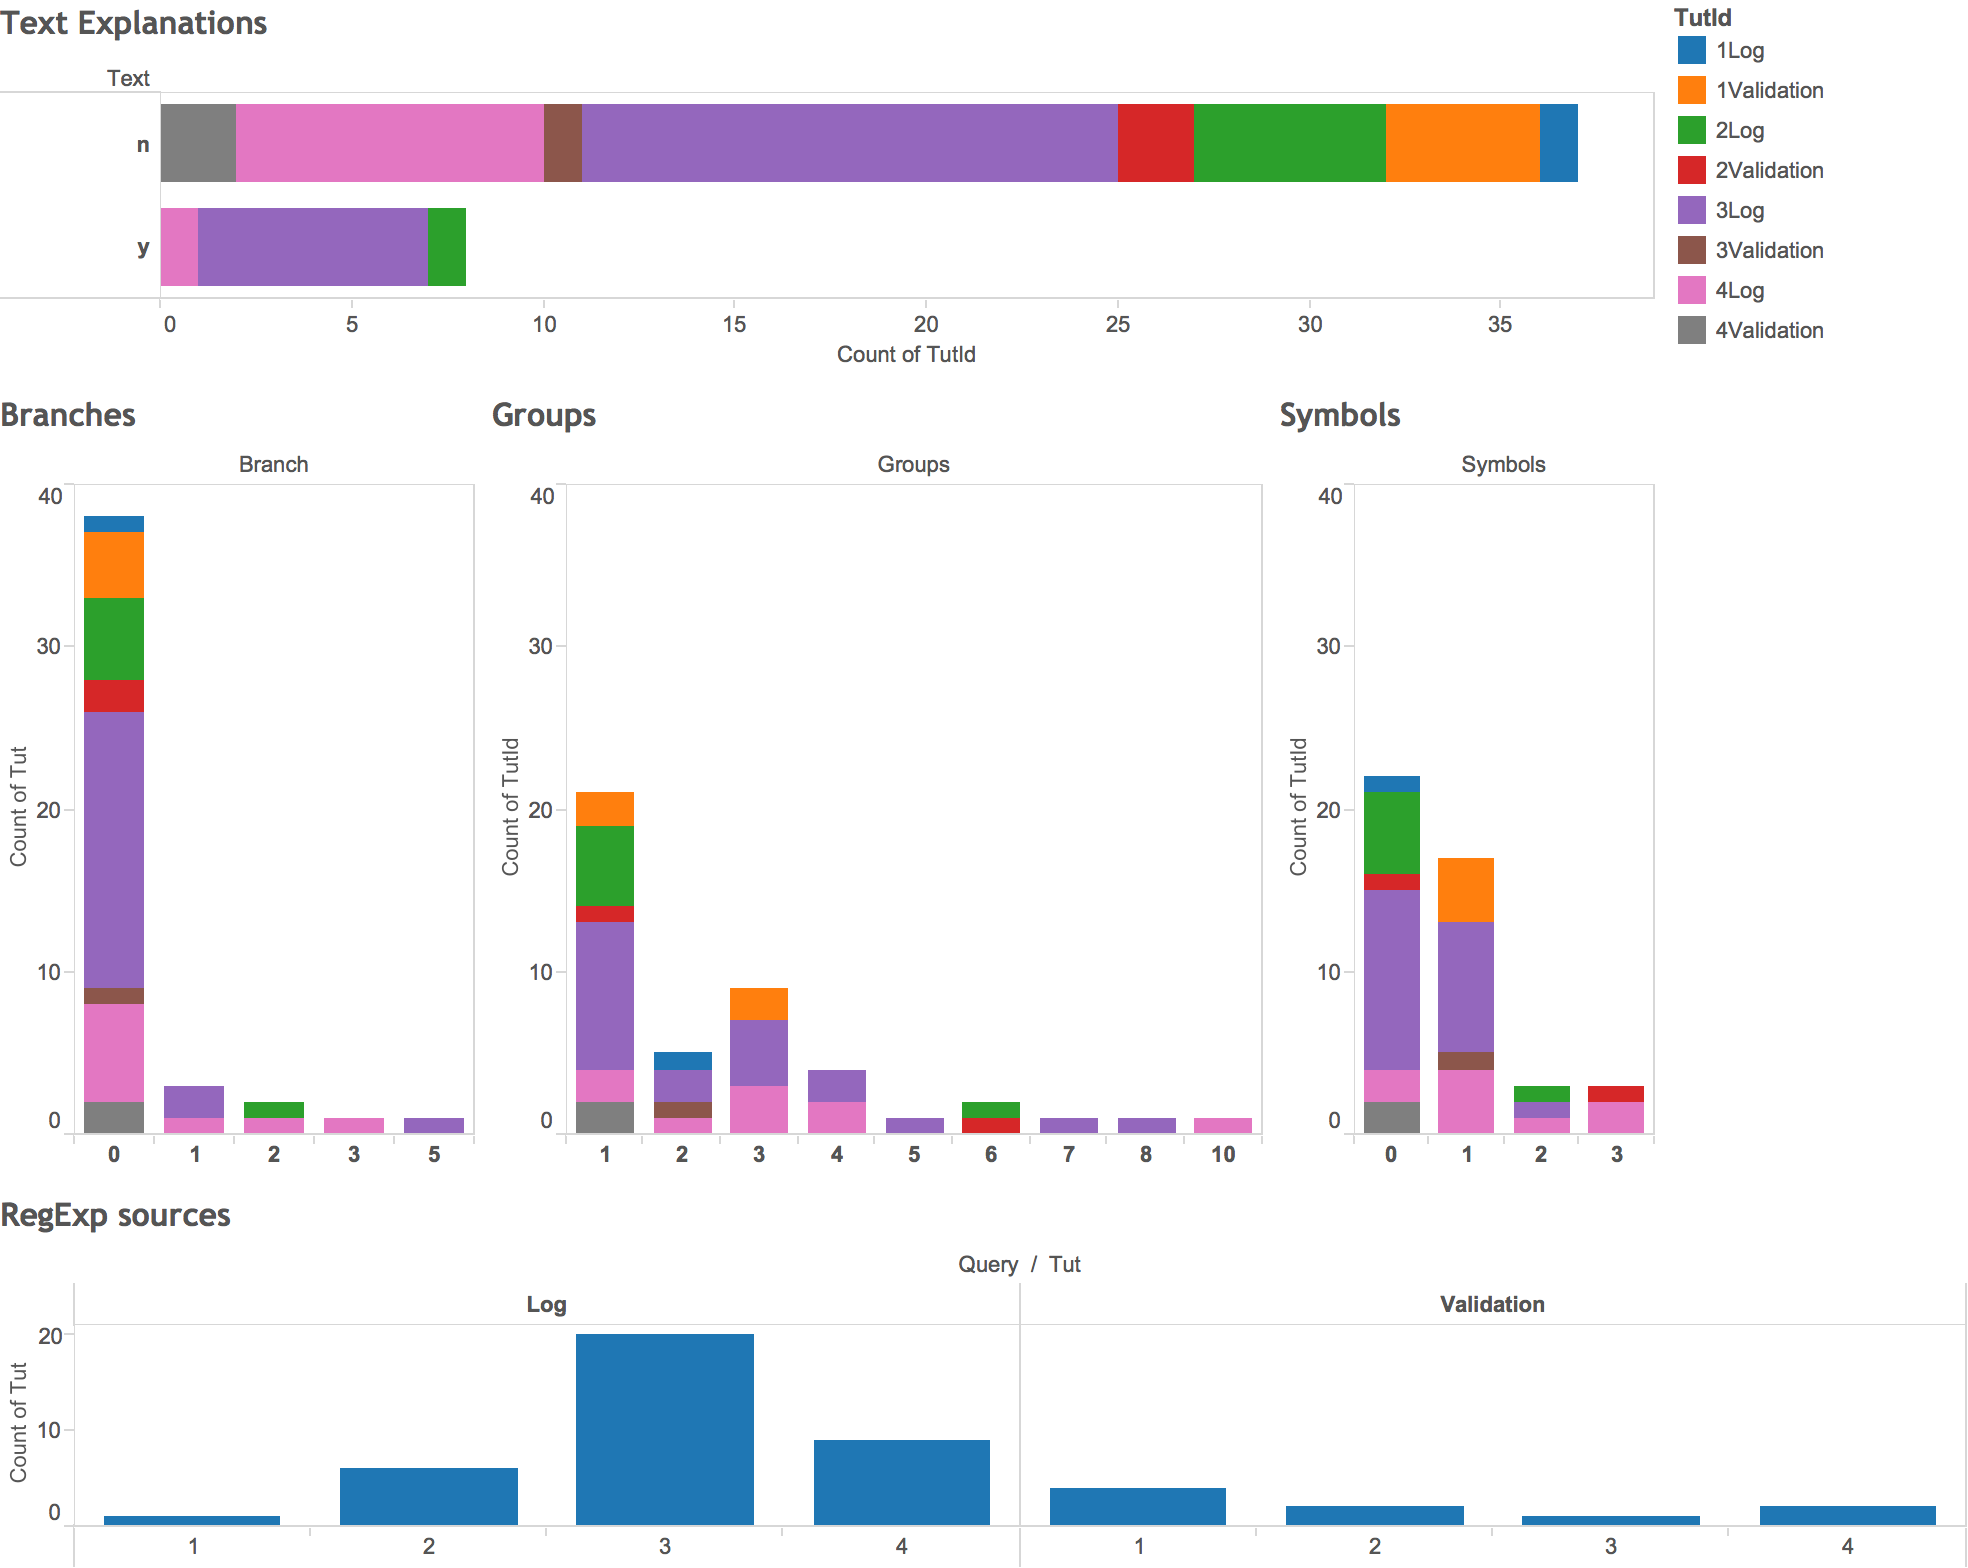 Text Explanations
Text
n
y
0 5 10 15 20 25 30 35
Count of TutId
TutId
1Log
1Validation
2Log
2Validation
3Log
3Validation
4Log
4Validation
Branches
Branch
Count of Tut
40
30
20
10
0
0 1 2 3 5
Groups
Groups
Count of TutId
40
30
20
10
0
1 2 3 4 5 6 7 8 10
Symbols
Symbols
Count of TutId
40
30
20
10
0
0 1 2 3
RegExp sources
Query / Tut
Log Validation
Count of Tut
20
10
0
1 2 3 4 1 2 3 4